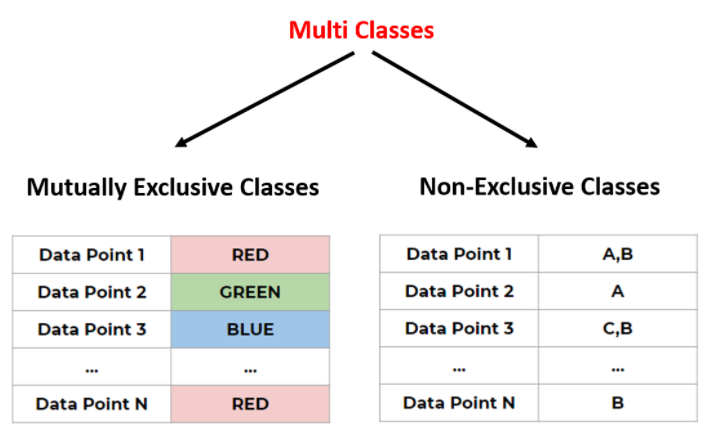 Multi Classes
Mutually Exclusive Classes
Data Point 1 RED
Data Point 2 GREEN
Data Point 3 BLUE
... ...
Data Point N RED
Non-Exclusive Classes
Data Point 1 A,B
Data Point 2 A
Data Point 3 C,B
... ...
Data Point N B